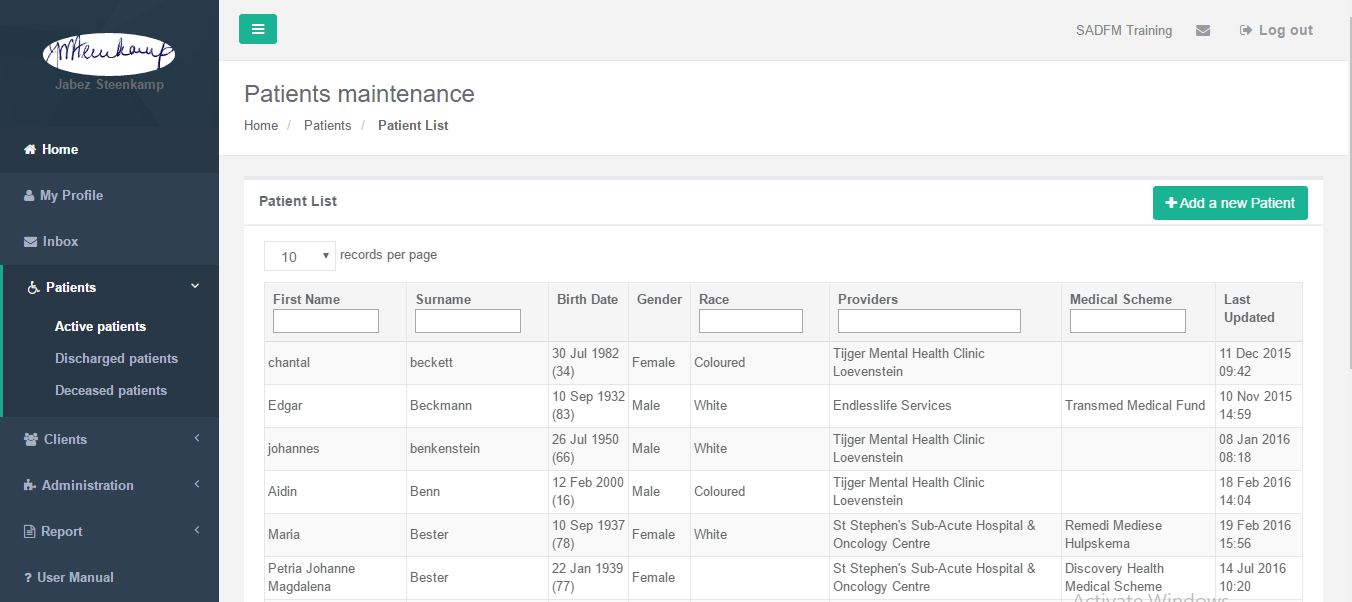 SADFM Training
Log out
Jabez Steenkamp
Home
My Profile
Inbox
Patients
Active patients
Discharged patients
Deceased patients
Clients
Administration
Report
? User Manual
Patients maintenance
Home / Patients / Patient List
Patient List
+ Add a new Patient
10 records per page
First Name Surname Birth Date Gender Race Providers Medical Scheme Last
Updated
chantal beckett 30 Jul 1982 (34) Female Coloured Tijger Mental Health Clinic Loevenstein 11 Dec 2015 09:42
Edgar Beckmann 10 Sep 1932 (83) Male White Endlesslife Services Transmed Medical Fund 10 Nov 2015 14:59
johannes benkenstein 26 Jul 1950 (66) Male White Tijger Mental Health Clinic Loevenstein 08 Jan 2016 08:18
Aidin Benn 12 Feb 2000 (16) Male Coloured Tijger Mental Health Clinic Loevenstein 18 Feb 2016 14:04
Maria Bester 10 Sep 1937 (78) Female White St Stephen's Sub-Acute Hospital & Oncology Centre Remedi Mediese Hulpskema 19 Feb 2016 15:56
Petria Johanne Magdalena Bester 22 Jan 1939 (77) Female St Stephen's Sub-Acute Hospital & Oncology Centre Discovery Health Medical Scheme 14 Jul 2016 10:20
Activate Windows